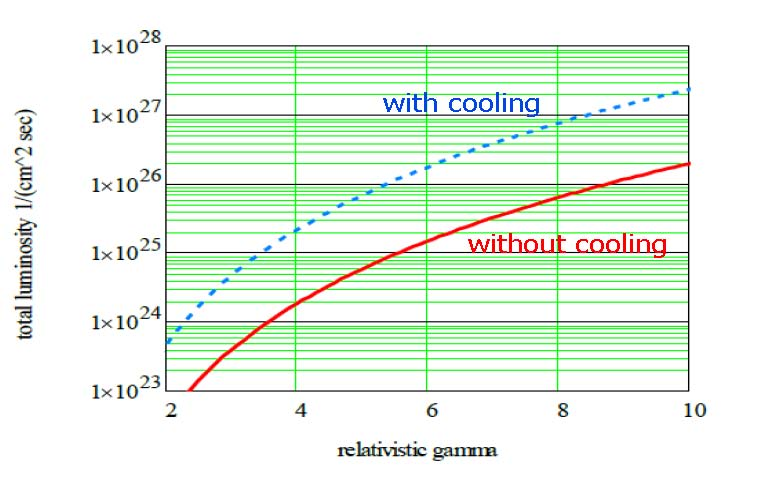 1×10^28
1×10^27
1×10^26
1×10^25
1×10^24
1×10^23
total luminosity 1/(cm^2 sec)
with cooling
without cooling
2 4 6 8 10
relativistic gamma